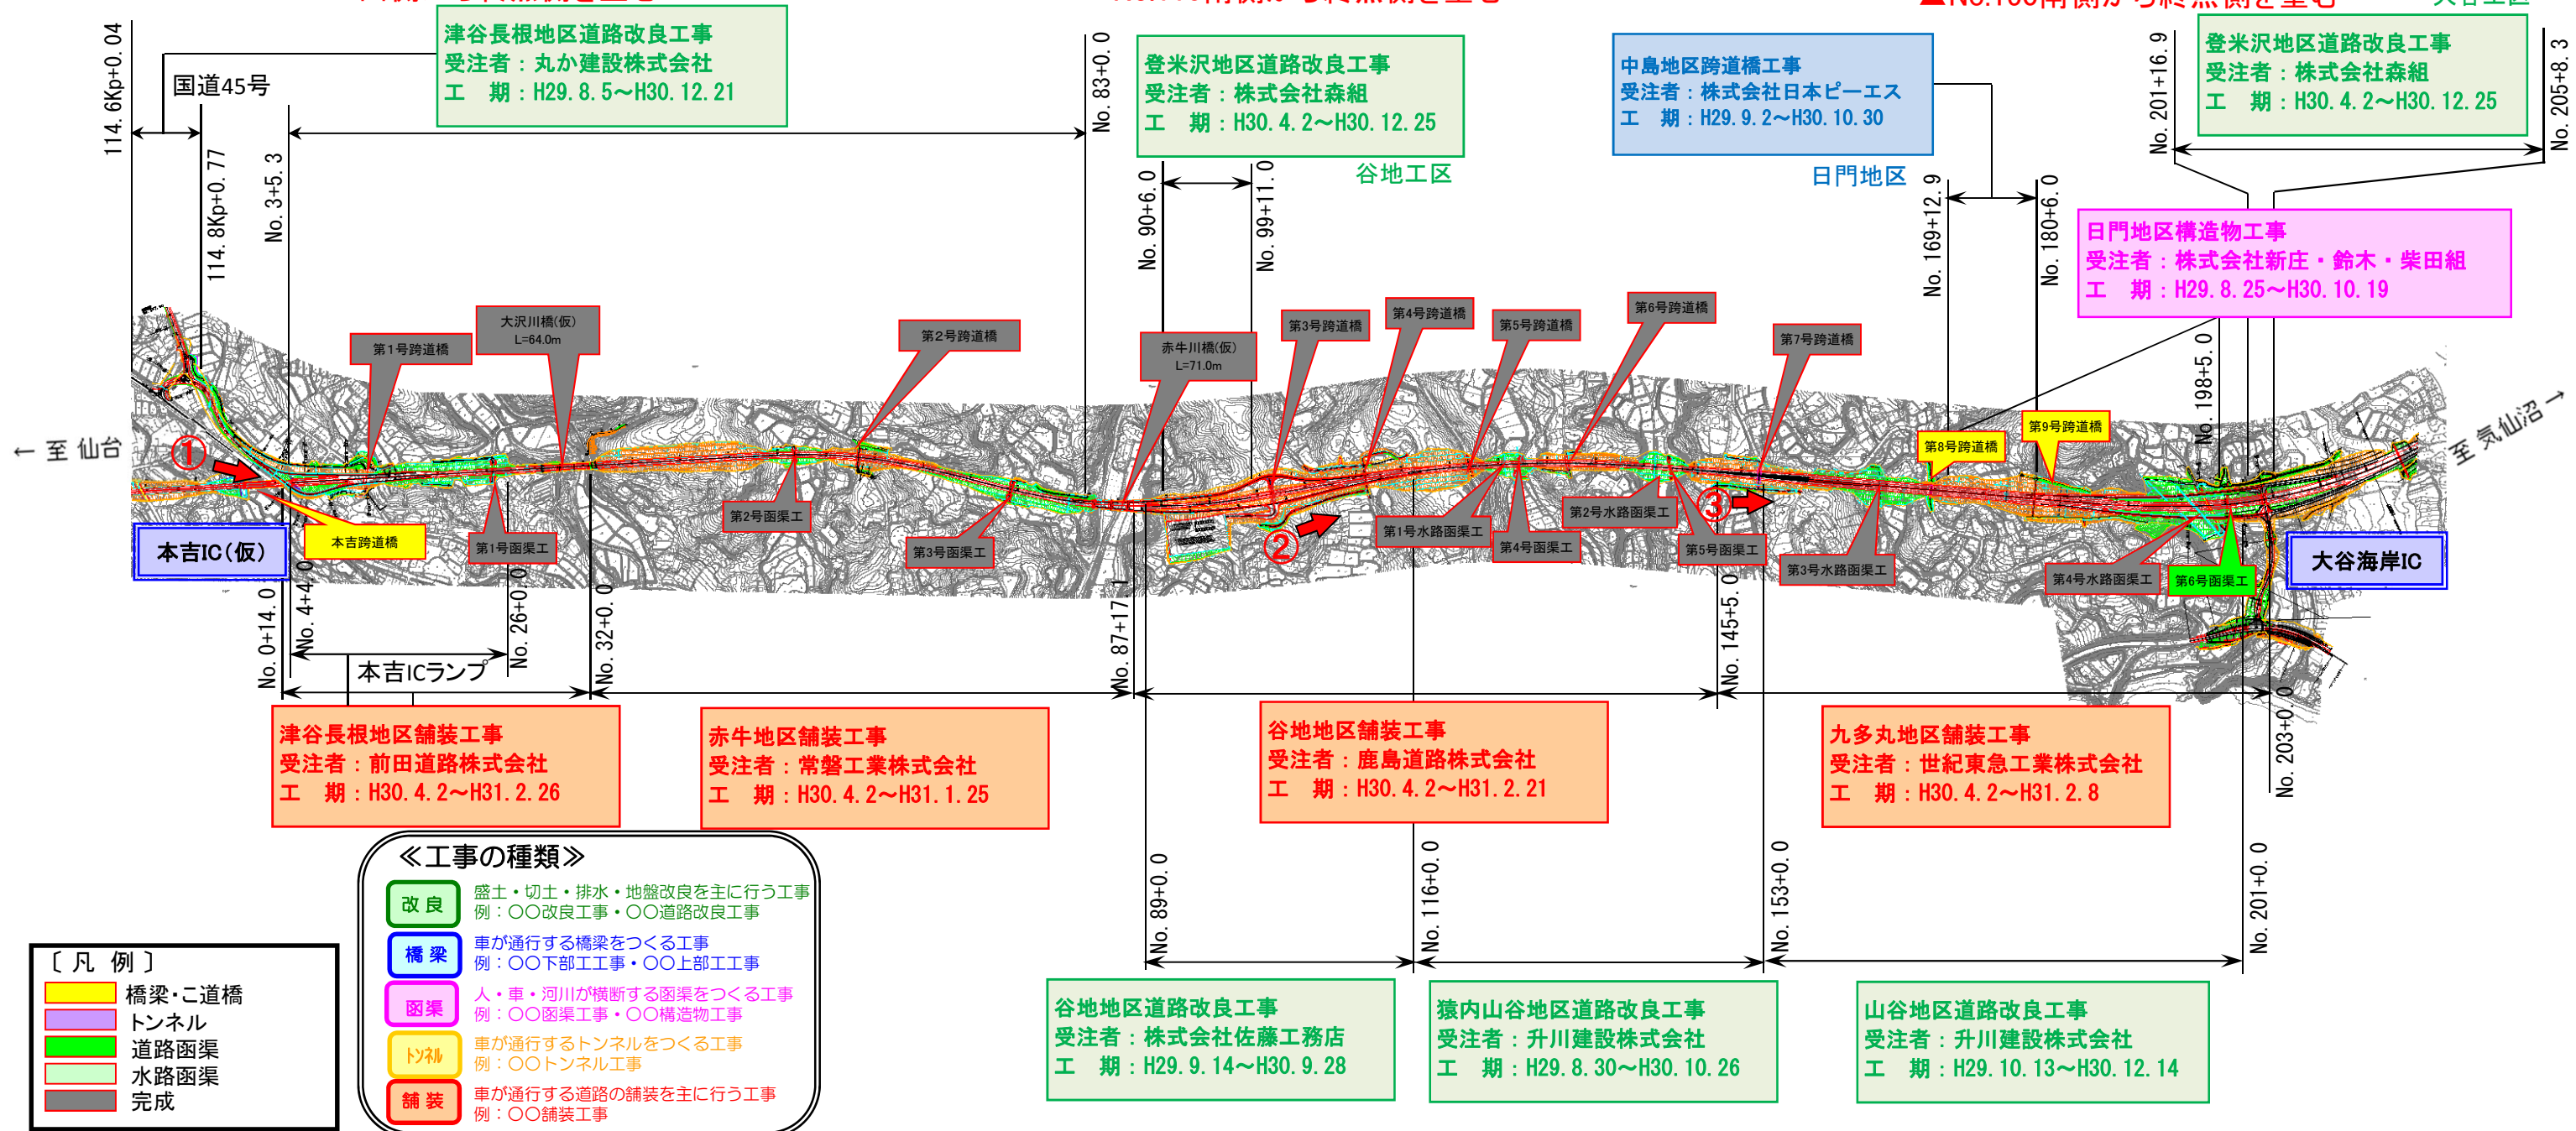 ▲No.166南側から終点側を望む
大谷工区
114.6Kp+0.04
国道45号
114.8Kp+0.77
No.3+5.3
津谷長根地区道路改良工事
受注者：丸か建設株式会社
工　期：H29.8.5～H30.12.21
No.83+0.0
登米沢地区道路改良工事
受注者：株式会社森組
工　期：H30.4.2～H30.12.25
谷地工区
No.90+6.0
No.99+11.0
中島地区跨道橋工事
受注者：株式会社日本ピーエス
工　期：H29.9.2～H30.10.30
日門地区
No.169+12.9
No.180+6.0
No.201+16.9
登米沢地区道路改良工事
受注者：株式会社森組
工　期：H30.4.2～H30.12.25
No.205+8.3
日門地区構造物工事
受注者：株式会社新庄・鈴木・柴田組
工　期：H29.8.25～H30.10.19
No.198+5.0
第1号跨道橋
大沢川橋(仮)
L=64.0m
第2号跨道橋
赤牛川橋(仮)
L=71.0m
第3号跨道橋
第4号跨道橋
第5号跨道橋
第6号跨道橋
第7号跨道橋
第8号跨道橋
第9号跨道橋
← 至 仙台
至 気仙沼 →
①
②
③
本吉IC(仮)
本吉跨道橋
第1号函渠工
第2号函渠工
第3号函渠工
第1号水路函渠工
第4号函渠工
第2号水路函渠工
第5号函渠工
第3号水路函渠工
第4号水路函渠工
第6号函渠工
大谷海岸IC
No.0+14.0
No.4+4.0
No.26+0.0
本吉ICランプ
No.32+0.0
No.87+17.1
No.145+5.0
No.203+0.0
津谷長根地区舗装工事
受注者：前田道路株式会社
工　期：H30.4.2～H31.2.26
赤牛地区舗装工事
受注者：常磐工業株式会社
工　期：H30.4.2～H31.1.25
谷地地区舗装工事
受注者：鹿島道路株式会社
工　期：H30.4.2～H31.2.21
九多丸地区舗装工事
受注者：世紀東急工業株式会社
工　期：H30.4.2～H31.2.8
No.89+0.0
No.116+0.0
No.153+0.0
No.201+0.0
谷地地区道路改良工事
受注者：株式会社佐藤工務店
工　期：H29.9.14～H30.9.28
猿内山谷地区道路改良工事
受注者：升川建設株式会社
工　期：H29.8.30～H30.10.26
山谷地区道路改良工事
受注者：升川建設株式会社
工　期：H29.10.13～H30.12.14
≪工事の種類≫
改良
盛土・切土・排水・地盤改良を主に行う工事
例：〇〇改良工事・〇〇道路改良工事
橋梁
車が通行する橋梁をつくる工事
例：〇〇下部工工事・〇〇上部工工事
函渠
人・車・河川が横断する函渠をつくる工事
例：〇〇函渠工事・〇〇構造物工事
トンネル
車が通行するトンネルをつくる工事
例：〇〇トンネル工事
舗装
車が通行する道路の舗装を主に行う工事
例：〇〇舗装工事
〔 凡 例 〕
橋梁・こ道橋
トンネル
道路函渠
水路函渠
完成